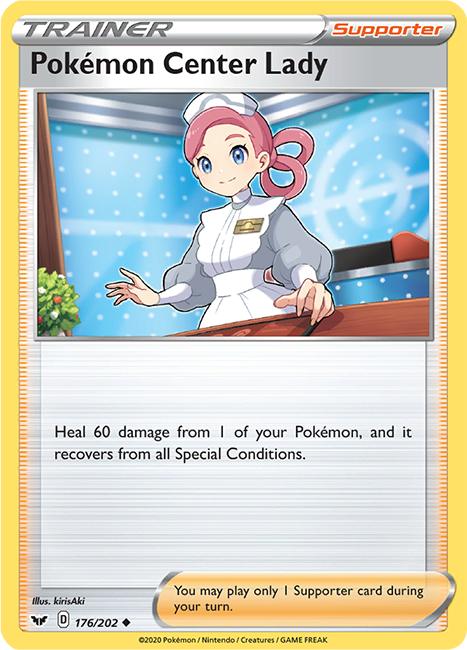 TRAINER Supporter
Pokémon Center Lady
Heal 60 damage from 1 of your Pokémon, and it
recovers from all Special Conditions.
Illus. kirisAki
You may play only 1 Supporter card during
your turn.
D 176/202 ◆
©2020 Pokémon / Nintendo / Creatures / GAME FREAK